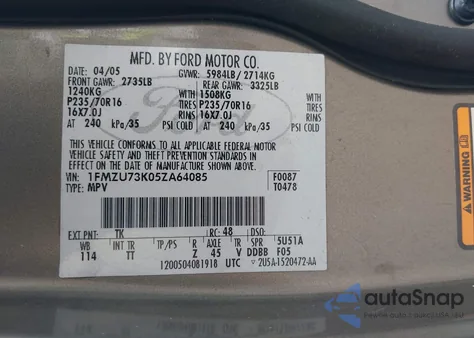 MFD. BY FORD MOTOR CO.
DATE: 04/05 GVWR: 5984LB / 2714KG
FRONT GAWR: 2735LB REAR GAWR: 3325LB
1240KG 1508KG
P235/70R16 TIRES P235/70R16 TIRES
16X7.0J RIMS 16X7.0J RIMS
AT 240 kPa/35 PSI COLD AT 240 kPa/35 PSI COLD
Ford
THIS VEHICLE CONFORMS TO ALL APPLICABLE FEDERAL MOTOR
VEHICLE SAFETY AND BUMPER STANDARDS IN EFFECT ON THE DATE OF
MANUFACTURE SHOWN ABOVE.
VIN: 1FMZU73K05ZA64085 F0087
TYPE: MPV T0478
EXT PNT: TK RC: 48 DSO:
WB INT TR TP/PS R AXLE TR SPR 5U51A
114 TT Z 45 V DDBB F05
1200504081918 UTC 2U5A-1520472-AA
WARNING
autoSnap
www.autosnap